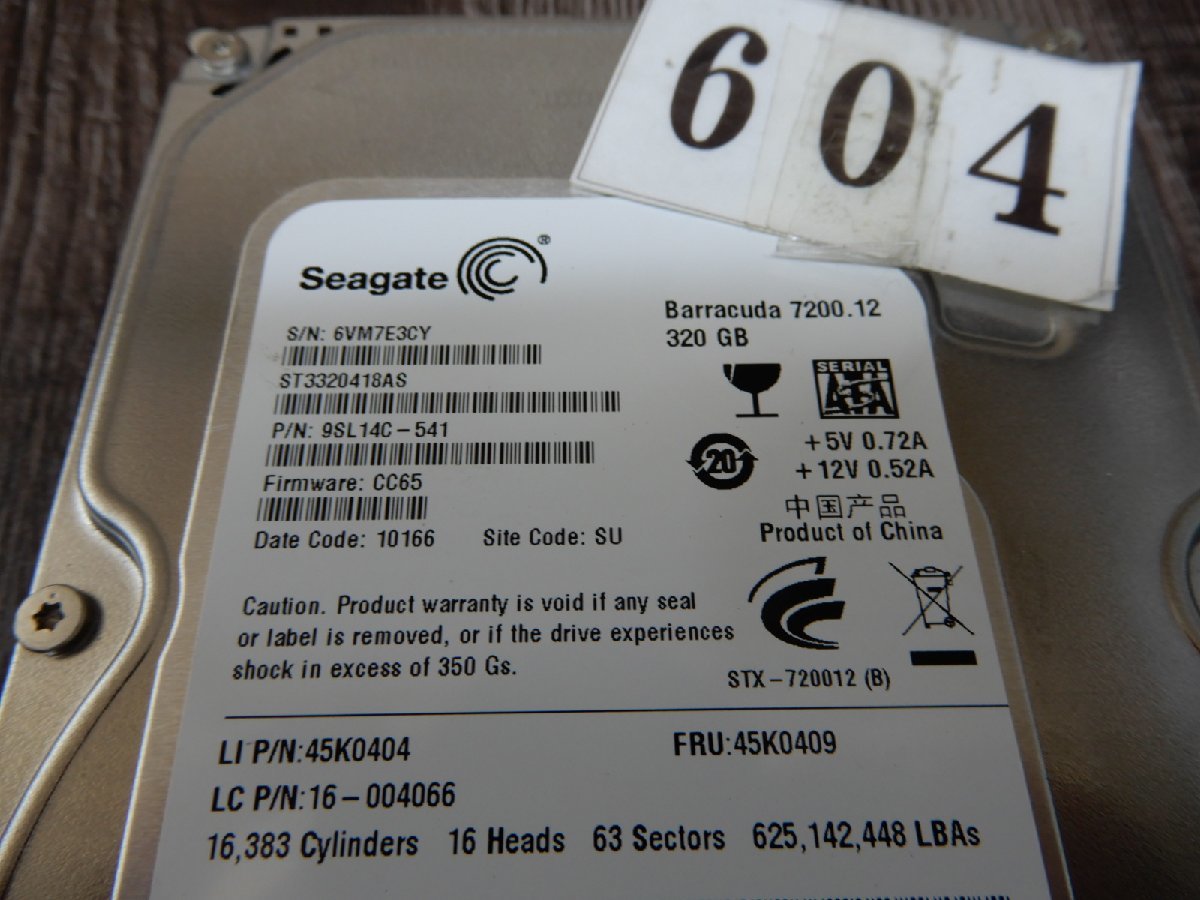 604
Seagate®
Barracuda 7200.12
320 GB
S/N: 6VM7E3CY
ST3320418AS
P/N: 9SL14C-541
Firmware: CC65
Date Code: 10166 Site Code: SU
SERIAL
ATA
20
+5V 0.72A
+12V 0.52A
中国产品
Product of China
Caution. Product warranty is void if any seal
or label is removed, or if the drive experiences
shock in excess of 350 Gs.
STX-720012 (B)
LI P/N:45K0404 FRU:45K0409
LC P/N:16-004066
16,383 Cylinders 16 Heads 63 Sectors 625,142,448 LBAs